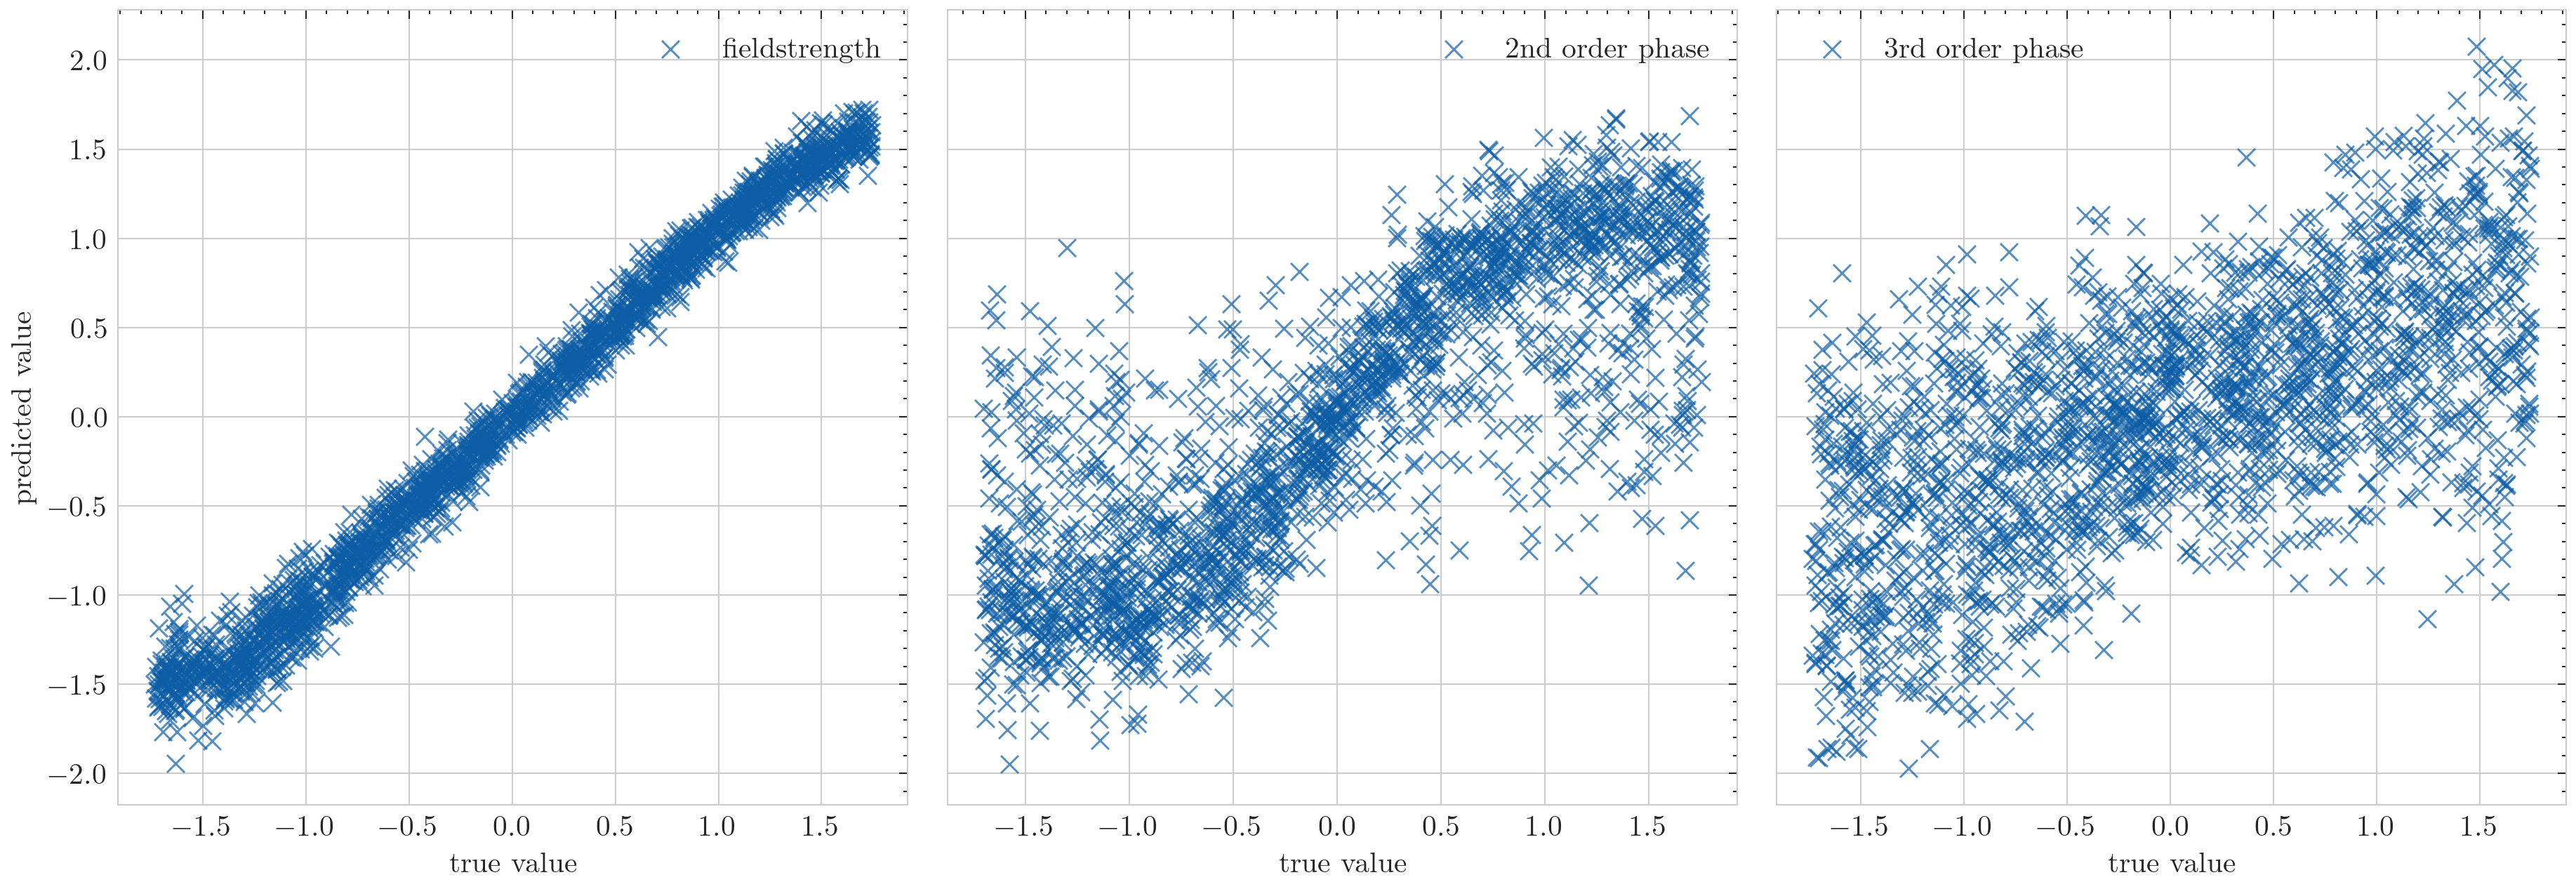 fieldstrength
2nd order phase
3rd order phase
2.0
1.5
1.0
0.5
0.0
−0.5
−1.0
−1.5
−2.0
predicted value
−1.5 −1.0 −0.5 0.0 0.5 1.0 1.5
−1.5 −1.0 −0.5 0.0 0.5 1.0 1.5
−1.5 −1.0 −0.5 0.0 0.5 1.0 1.5
true value
true value
true value